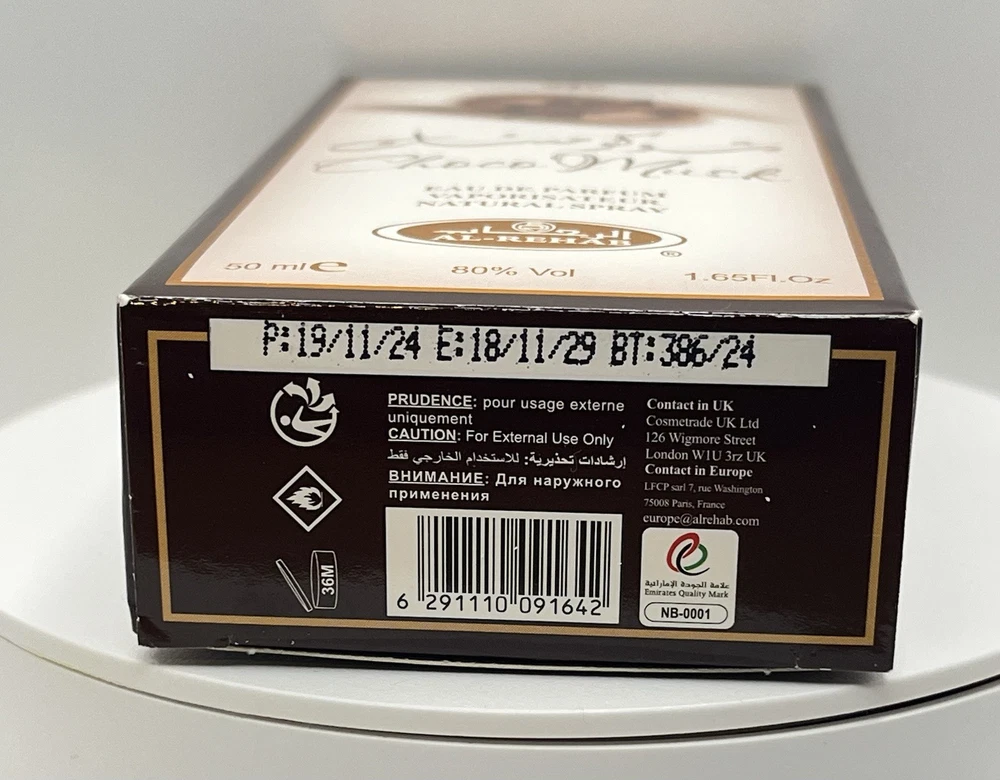 شوكو مسك
Choco Musk
EAU DE PARFUM
VAPORISATEUR
NATURAL SPRAY
الرحاب
AL-REHAB
®
50 ml e
80% Vol
1.65Fl.Oz
P:19/11/24 E:18/11/29 BT:386/24
PRUDENCE: pour usage externe
uniquement
CAUTION: For External Use Only
إرشادات تحذيرية: للاستخدام الخارجي فقط
ВНИМАНИЕ: Для наружного
применения
36M
6 291110 091642
Contact in UK
Cosmetrade UK Ltd
126 Wigmore Street
London W1U 3rz UK
Contact in Europe
LFCP sarl 7, rue Washington
75008 Paris, France
europe@alrehab.com
علامة الجودة الإماراتية
Emirates Quality Mark
NB-0001